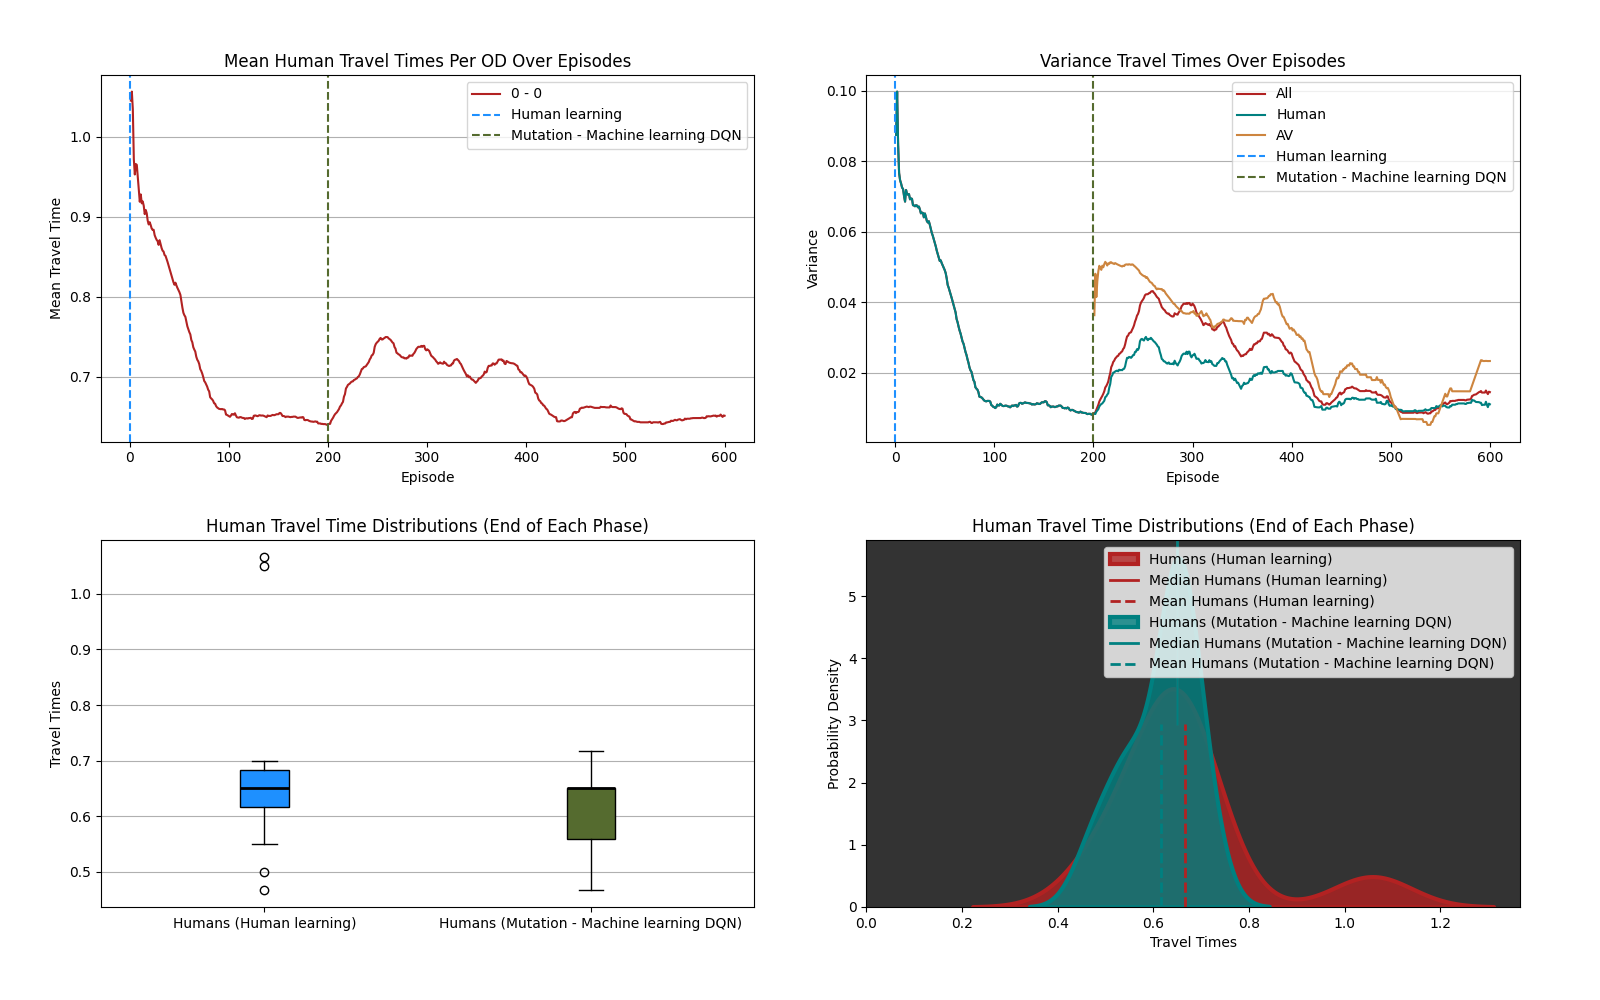 Mean Human Travel Times Per OD Over Episodes
Mean Travel Time
1.0
0.9
0.8
0.7
0 - 0
Human learning
Mutation - Machine learning DQN
0 100 200 300 400 500 600
Episode
Variance Travel Times Over Episodes
Variance
0.10
0.08
0.06
0.04
0.02
All
Human
AV
Human learning
Mutation - Machine learning DQN
0 100 200 300 400 500 600
Episode
Human Travel Time Distributions (End of Each Phase)
Travel Times
1.0
0.9
0.8
0.7
0.6
0.5
Humans (Human learning)
Humans (Mutation - Machine learning DQN)
Human Travel Time Distributions (End of Each Phase)
Probability Density
5
4
3
2
1
0
Humans (Human learning)
Median Humans (Human learning)
Mean Humans (Human learning)
Humans (Mutation - Machine learning DQN)
Median Humans (Mutation - Machine learning DQN)
Mean Humans (Mutation - Machine learning DQN)
0.0 0.2 0.4 0.6 0.8 1.0 1.2
Travel Times